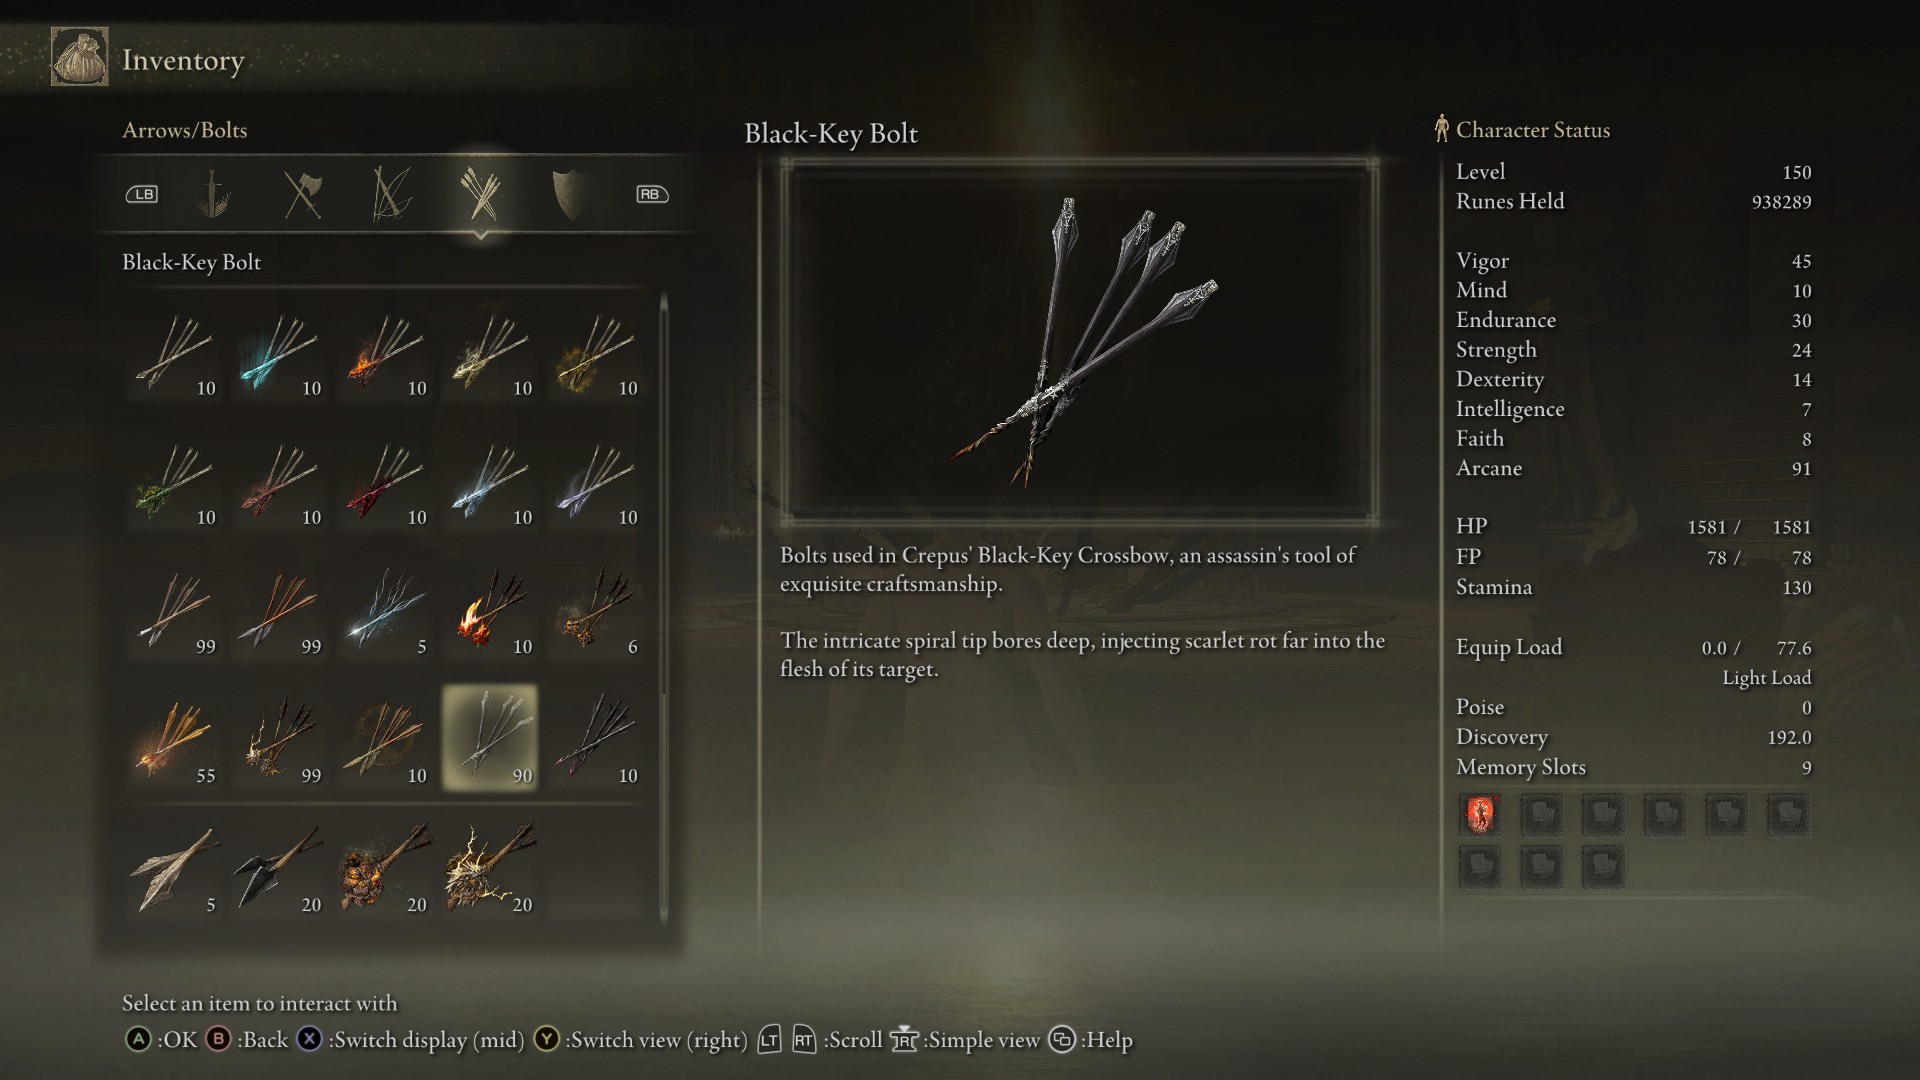 Inventory
Arrows/Bolts
LB
RB
Black-Key Bolt
10 10 10 10 10
10 10 10 10 10
99 99 5 10 6
55 99 10 90 10
5 20 20 20
Black-Key Bolt
Bolts used in Crepus' Black-Key Crossbow, an assassin's tool of
exquisite craftsmanship.
The intricate spiral tip bores deep, injecting scarlet rot far into the
flesh of its target.
Character Status
Level 150
Runes Held 938289
Vigor 45
Mind 10
Endurance 30
Strength 24
Dexterity 14
Intelligence 7
Faith 8
Arcane 91
HP 1581 / 1581
FP 78 / 78
Stamina 130
Equip Load 0.0 / 77.6
Light Load
Poise 0
Discovery 192.0
Memory Slots 9
Select an item to interact with
A :OK B :Back X :Switch display (mid) Y :Switch view (right) LT RT :Scroll R :Simple view :Help